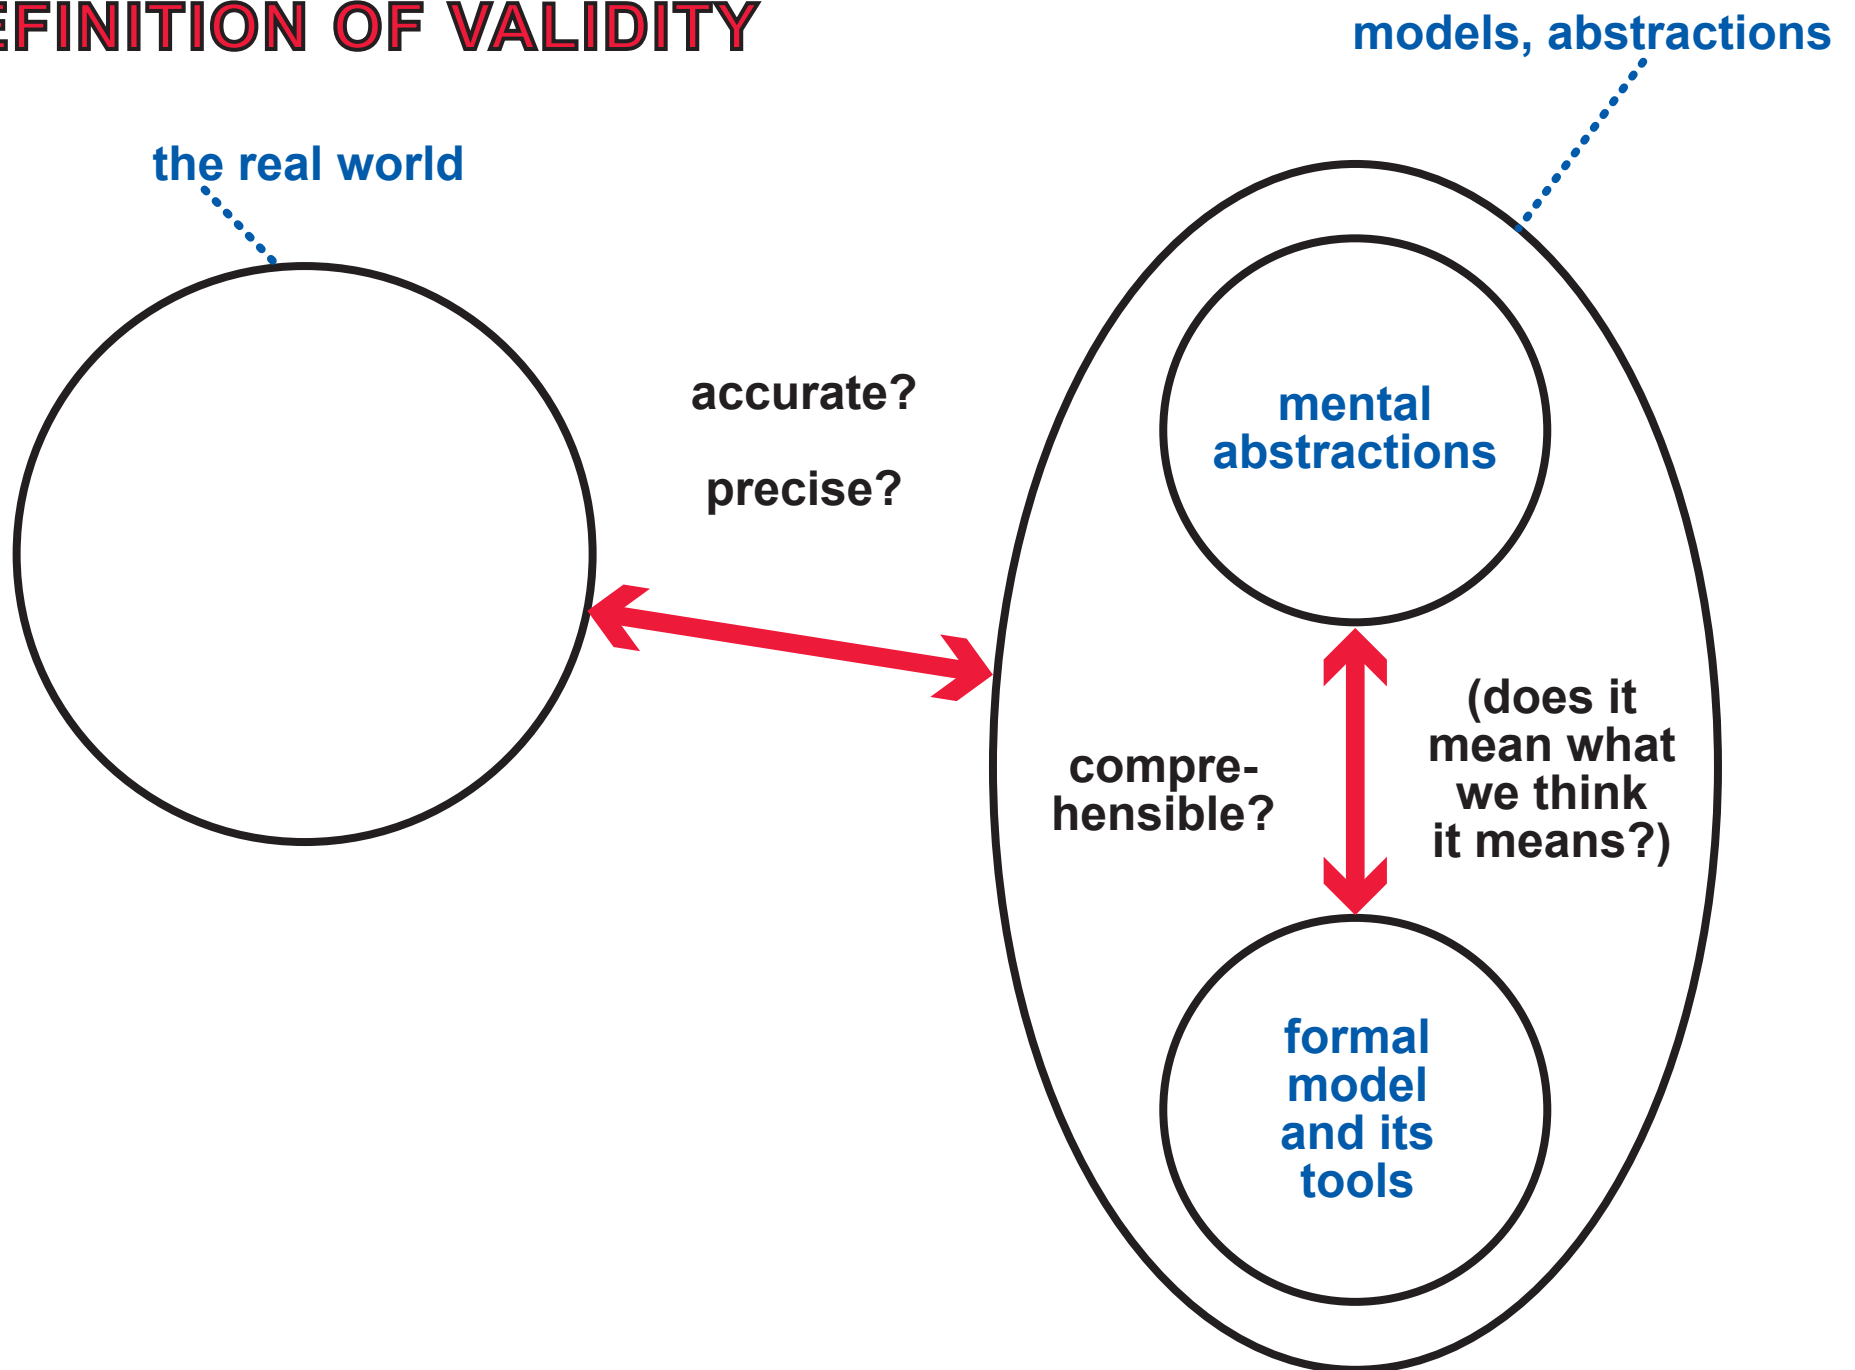 EFINITION OF VALIDITY
models, abstractions
the real world
accurate?
precise?
mental
abstractions
compre-
hensible?
(does it
mean what
we think
it means?)
formal
model
and its
tools